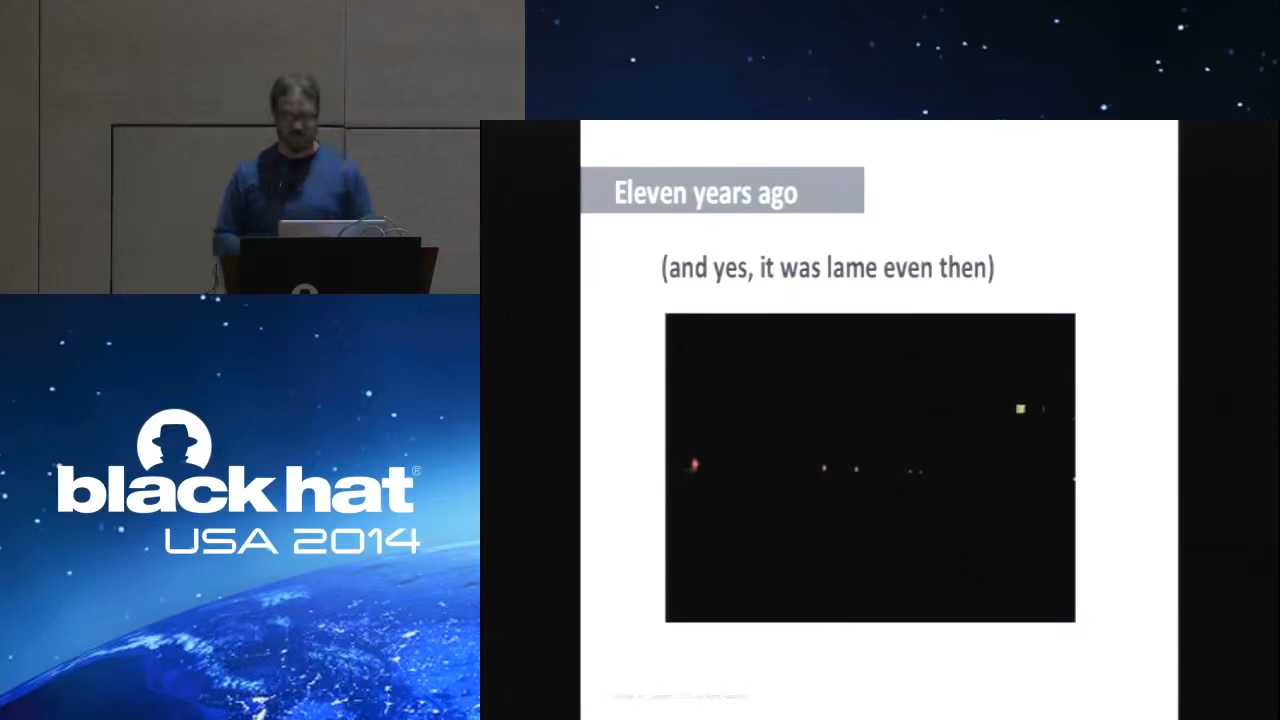 Eleven years ago
(and yes, it was lame even then)
black hat®
USA 2014